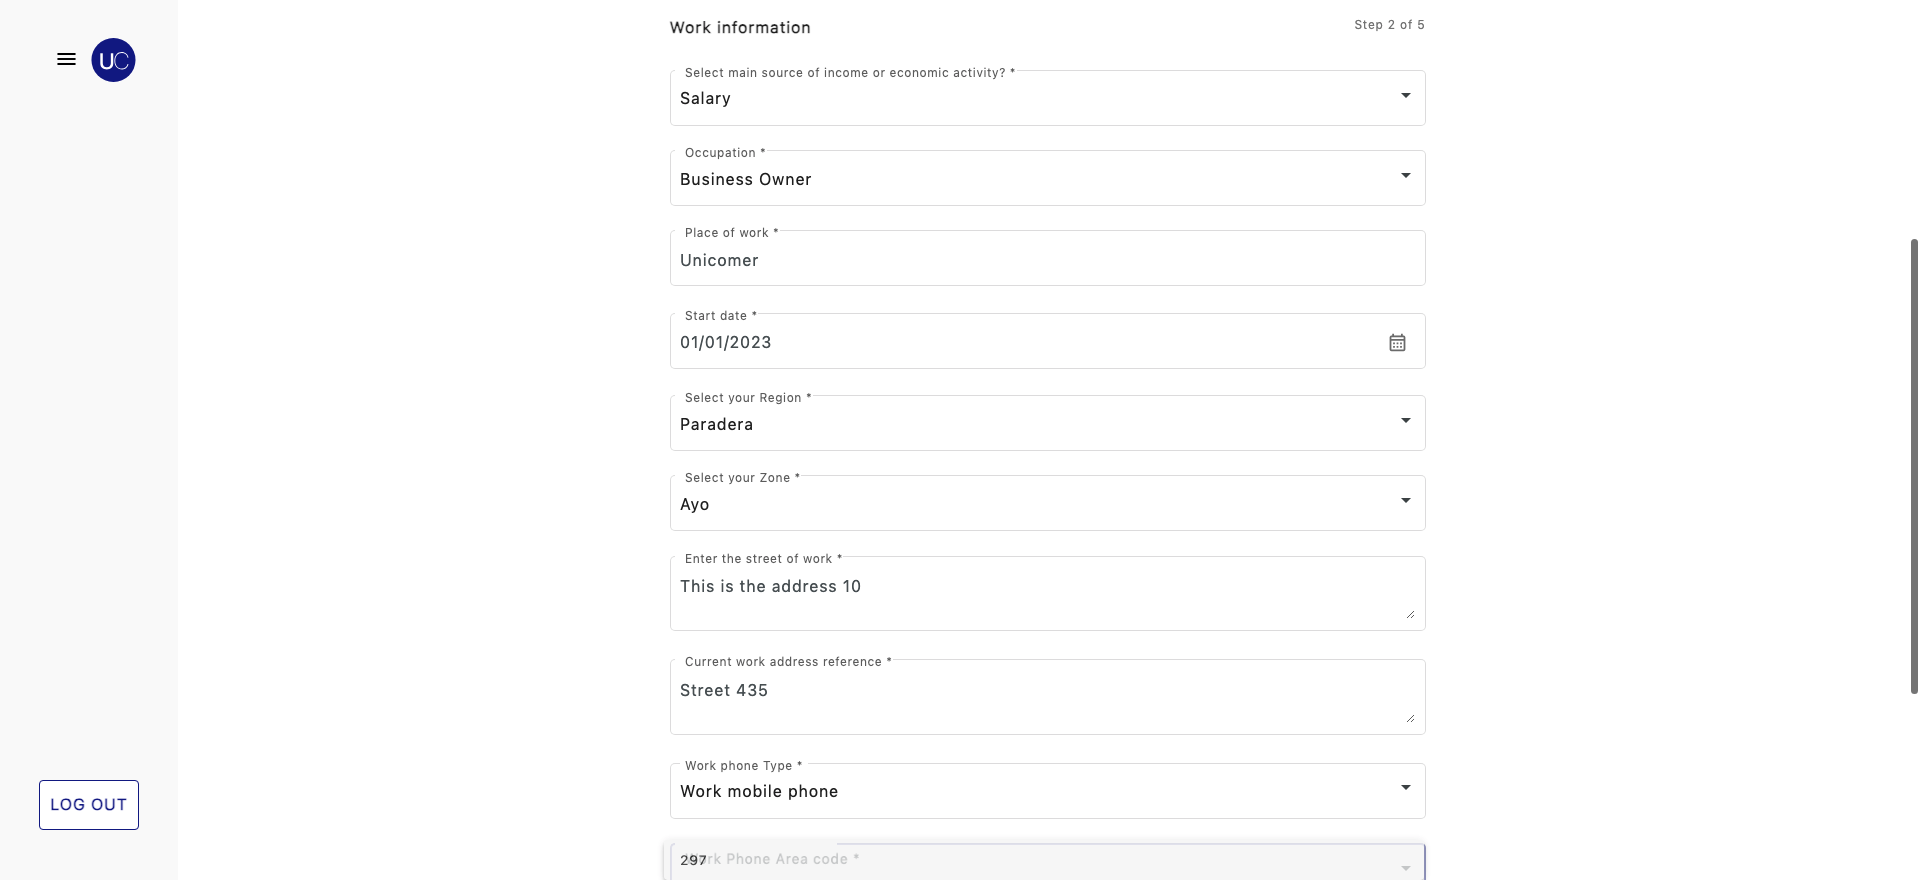 Work information
Step 2 of 5
UC
Select main source of income or economic activity? *
Salary
Occupation *
Business Owner
Place of work *
Unicomer
Start date *
01/01/2023
Select your Region *
Paradera
Select your Zone *
Ayo
Enter the street of work *
This is the address 10
Current work address reference *
Street 435
Work phone Type *
Work mobile phone
Work Phone Area code *
297
LOG OUT